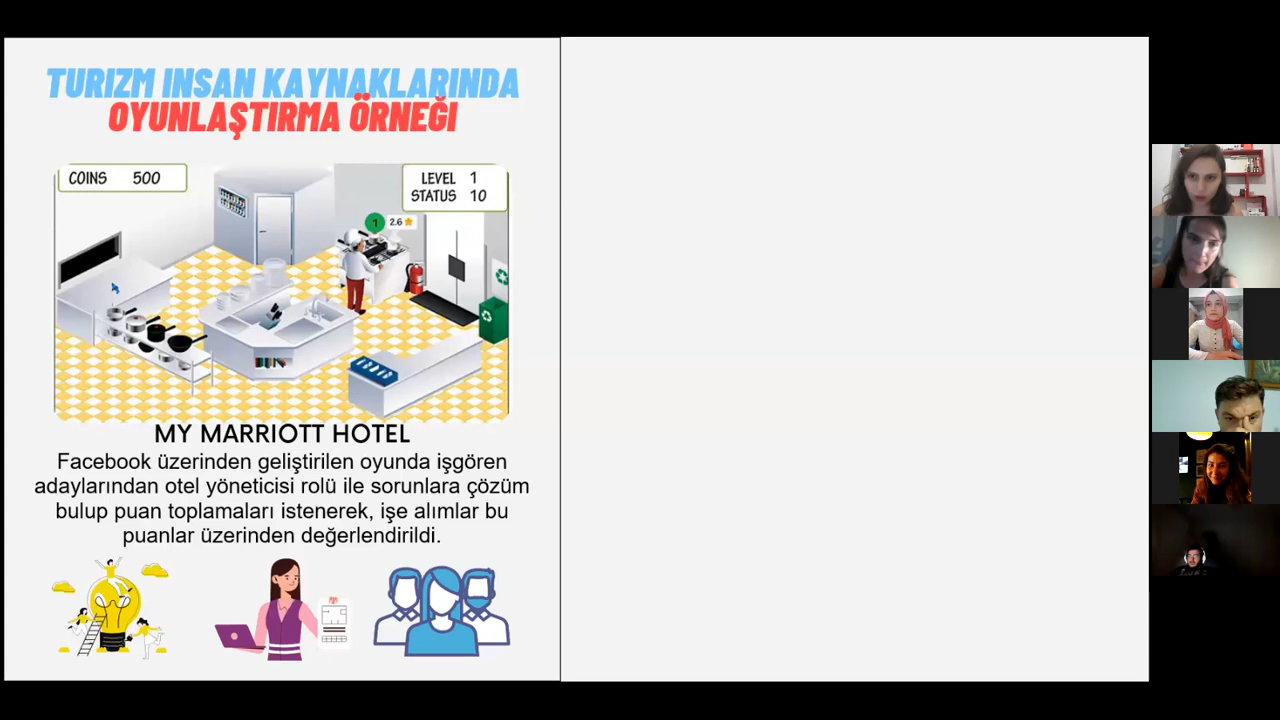 TURIZM INSAN KAYNAKLARINDA
OYUNLAŞTIRMA ÖRNEĞI
COINS 500
LEVEL 1
STATUS 10
1 2.6
MY MARRIOTT HOTEL
Facebook üzerinden geliştirilen oyunda işgören
adaylarından otel yöneticisi rolü ile sorunlara çözüm
bulup puan toplamaları istenerek, işe alımlar bu
puanlar üzerinden değerlendirildi.